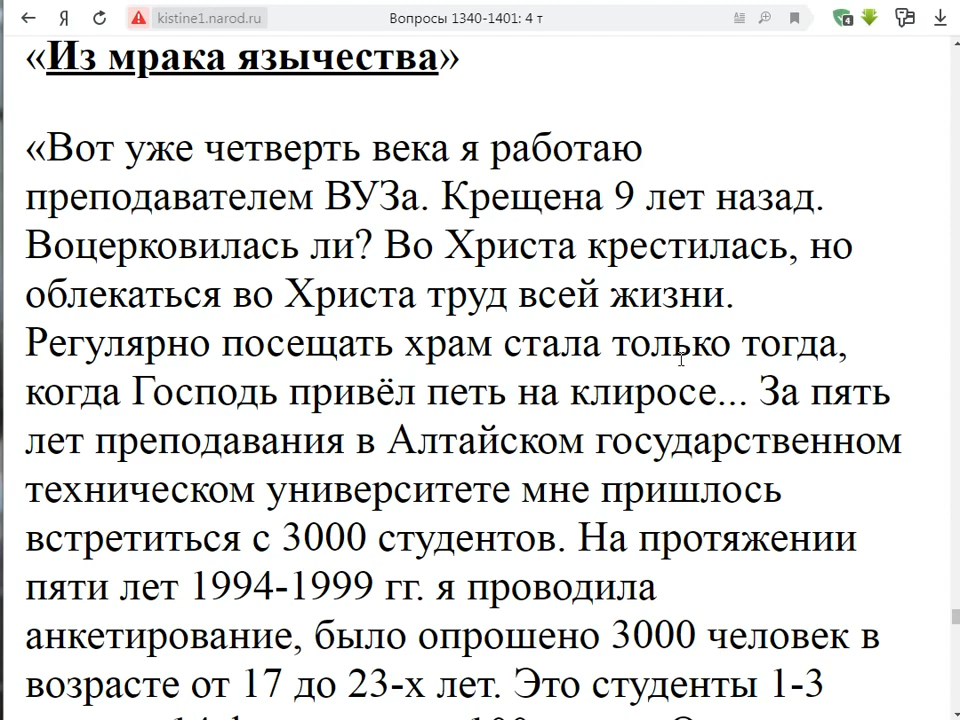 kistine1.narod.ru
Вопросы 1340-1401: 4 т
4
«Из мрака язычества»
«Вот уже четверть века я работаю
преподавателем ВУЗа. Крещена 9 лет назад.
Воцерковилась ли? Во Христа крестилась, но
облекаться во Христа труд всей жизни.
Регулярно посещать храм стала только тогда,
когда Господь привёл петь на клиросе... За пять
лет преподавания в Алтайском государственном
техническом университете мне пришлось
встретиться с 3000 студентов. На протяжении
пяти лет 1994-1999 гг. я проводила
анкетирование, было опрошено 3000 человек в
возрасте от 17 до 23-х лет. Это студенты 1-3